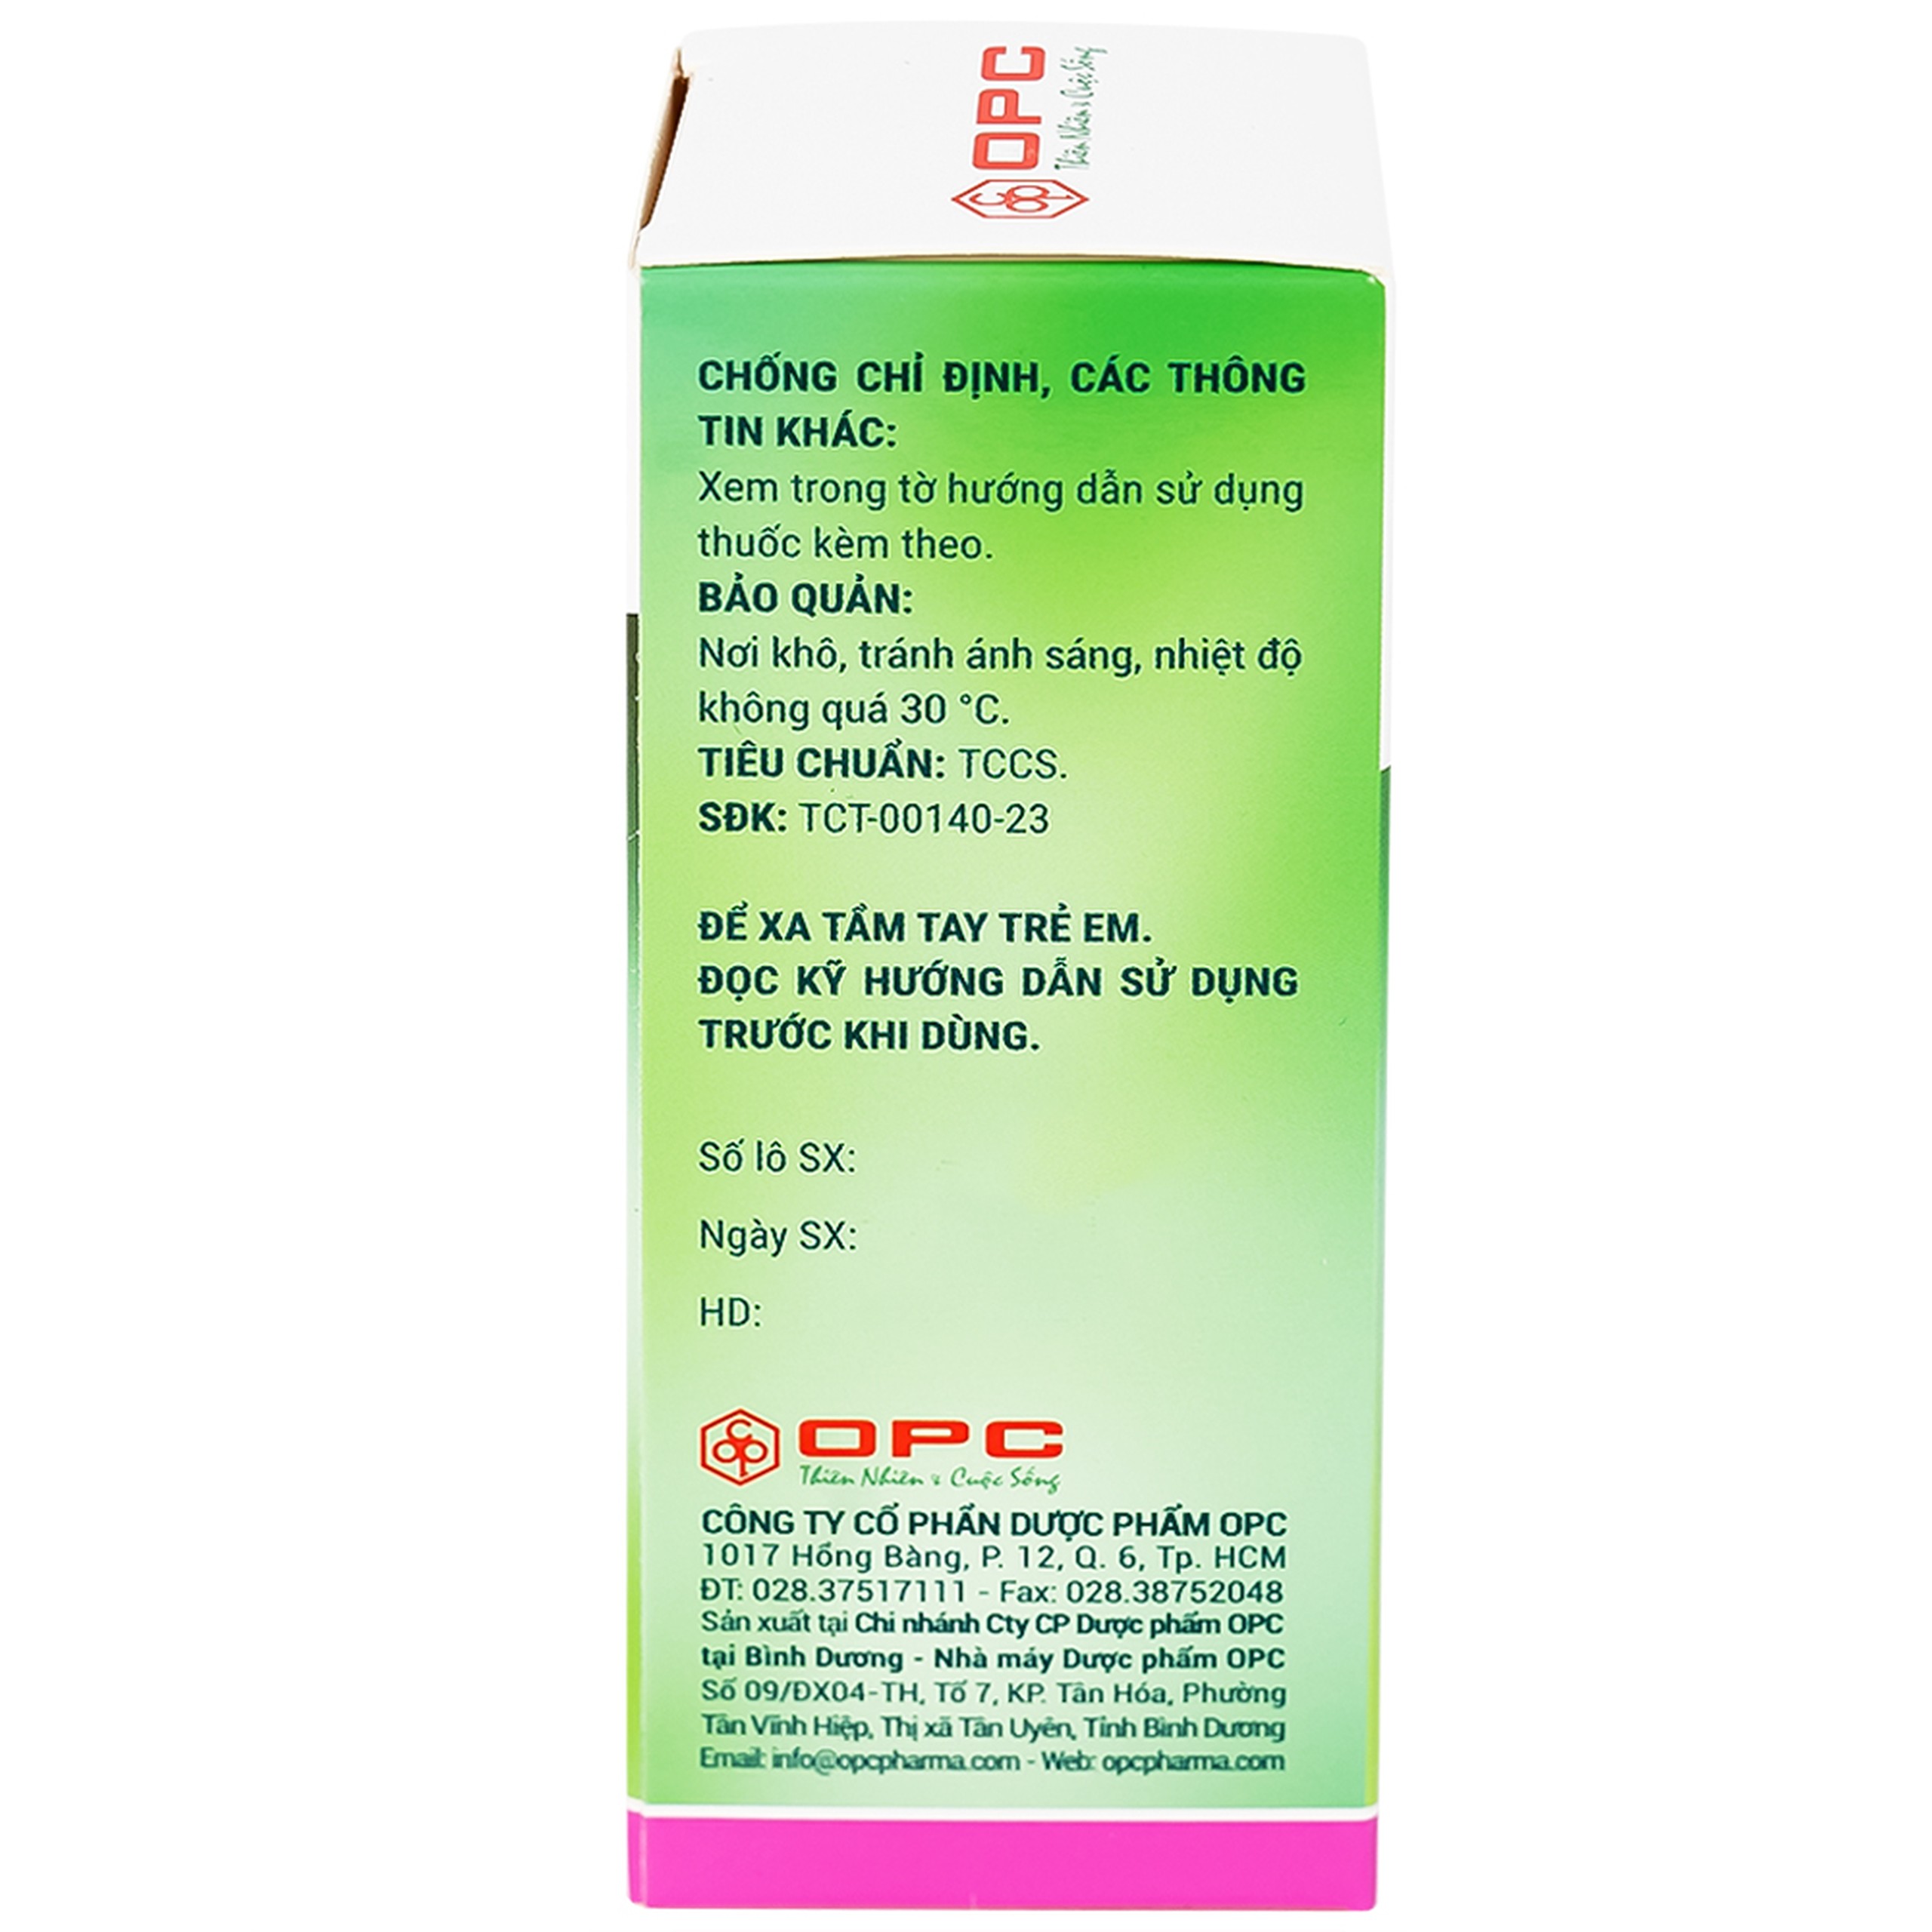 OPC
Thiên Nhiên & Cuộc Sống
CHỐNG CHỈ ĐỊNH, CÁC THÔNG
TIN KHÁC:
Xem trong tờ hướng dẫn sử dụng
thuốc kèm theo.
BẢO QUẢN:
Nơi khô, tránh ánh sáng, nhiệt độ
không quá 30 °C.
TIÊU CHUẨN: TCCS.
SĐK: TCT-00140-23
ĐỂ XA TẦM TAY TRẺ EM.
ĐỌC KỸ HƯỚNG DẪN SỬ DỤNG
TRƯỚC KHI DÙNG.
Số lô SX:
Ngày SX:
HD:
OPC
Thiên Nhiên & Cuộc Sống
CÔNG TY CỔ PHẦN DƯỢC PHẨM OPC
1017 Hồng Bàng, P. 12, Q. 6, Tp. HCM
ĐT: 028.37517111 - Fax: 028.38752048
Sản xuất tại Chi nhánh Cty CP Dược phẩm OPC
tại Bình Dương - Nhà máy Dược phẩm OPC
Số 09/ĐX04-TH, Tổ 7, KP. Tân Hóa, Phường
Tân Vĩnh Hiệp, Thị xã Tân Uyên, Tỉnh Bình Dương
Email: info@opcpharma.com - Web: opcpharma.com